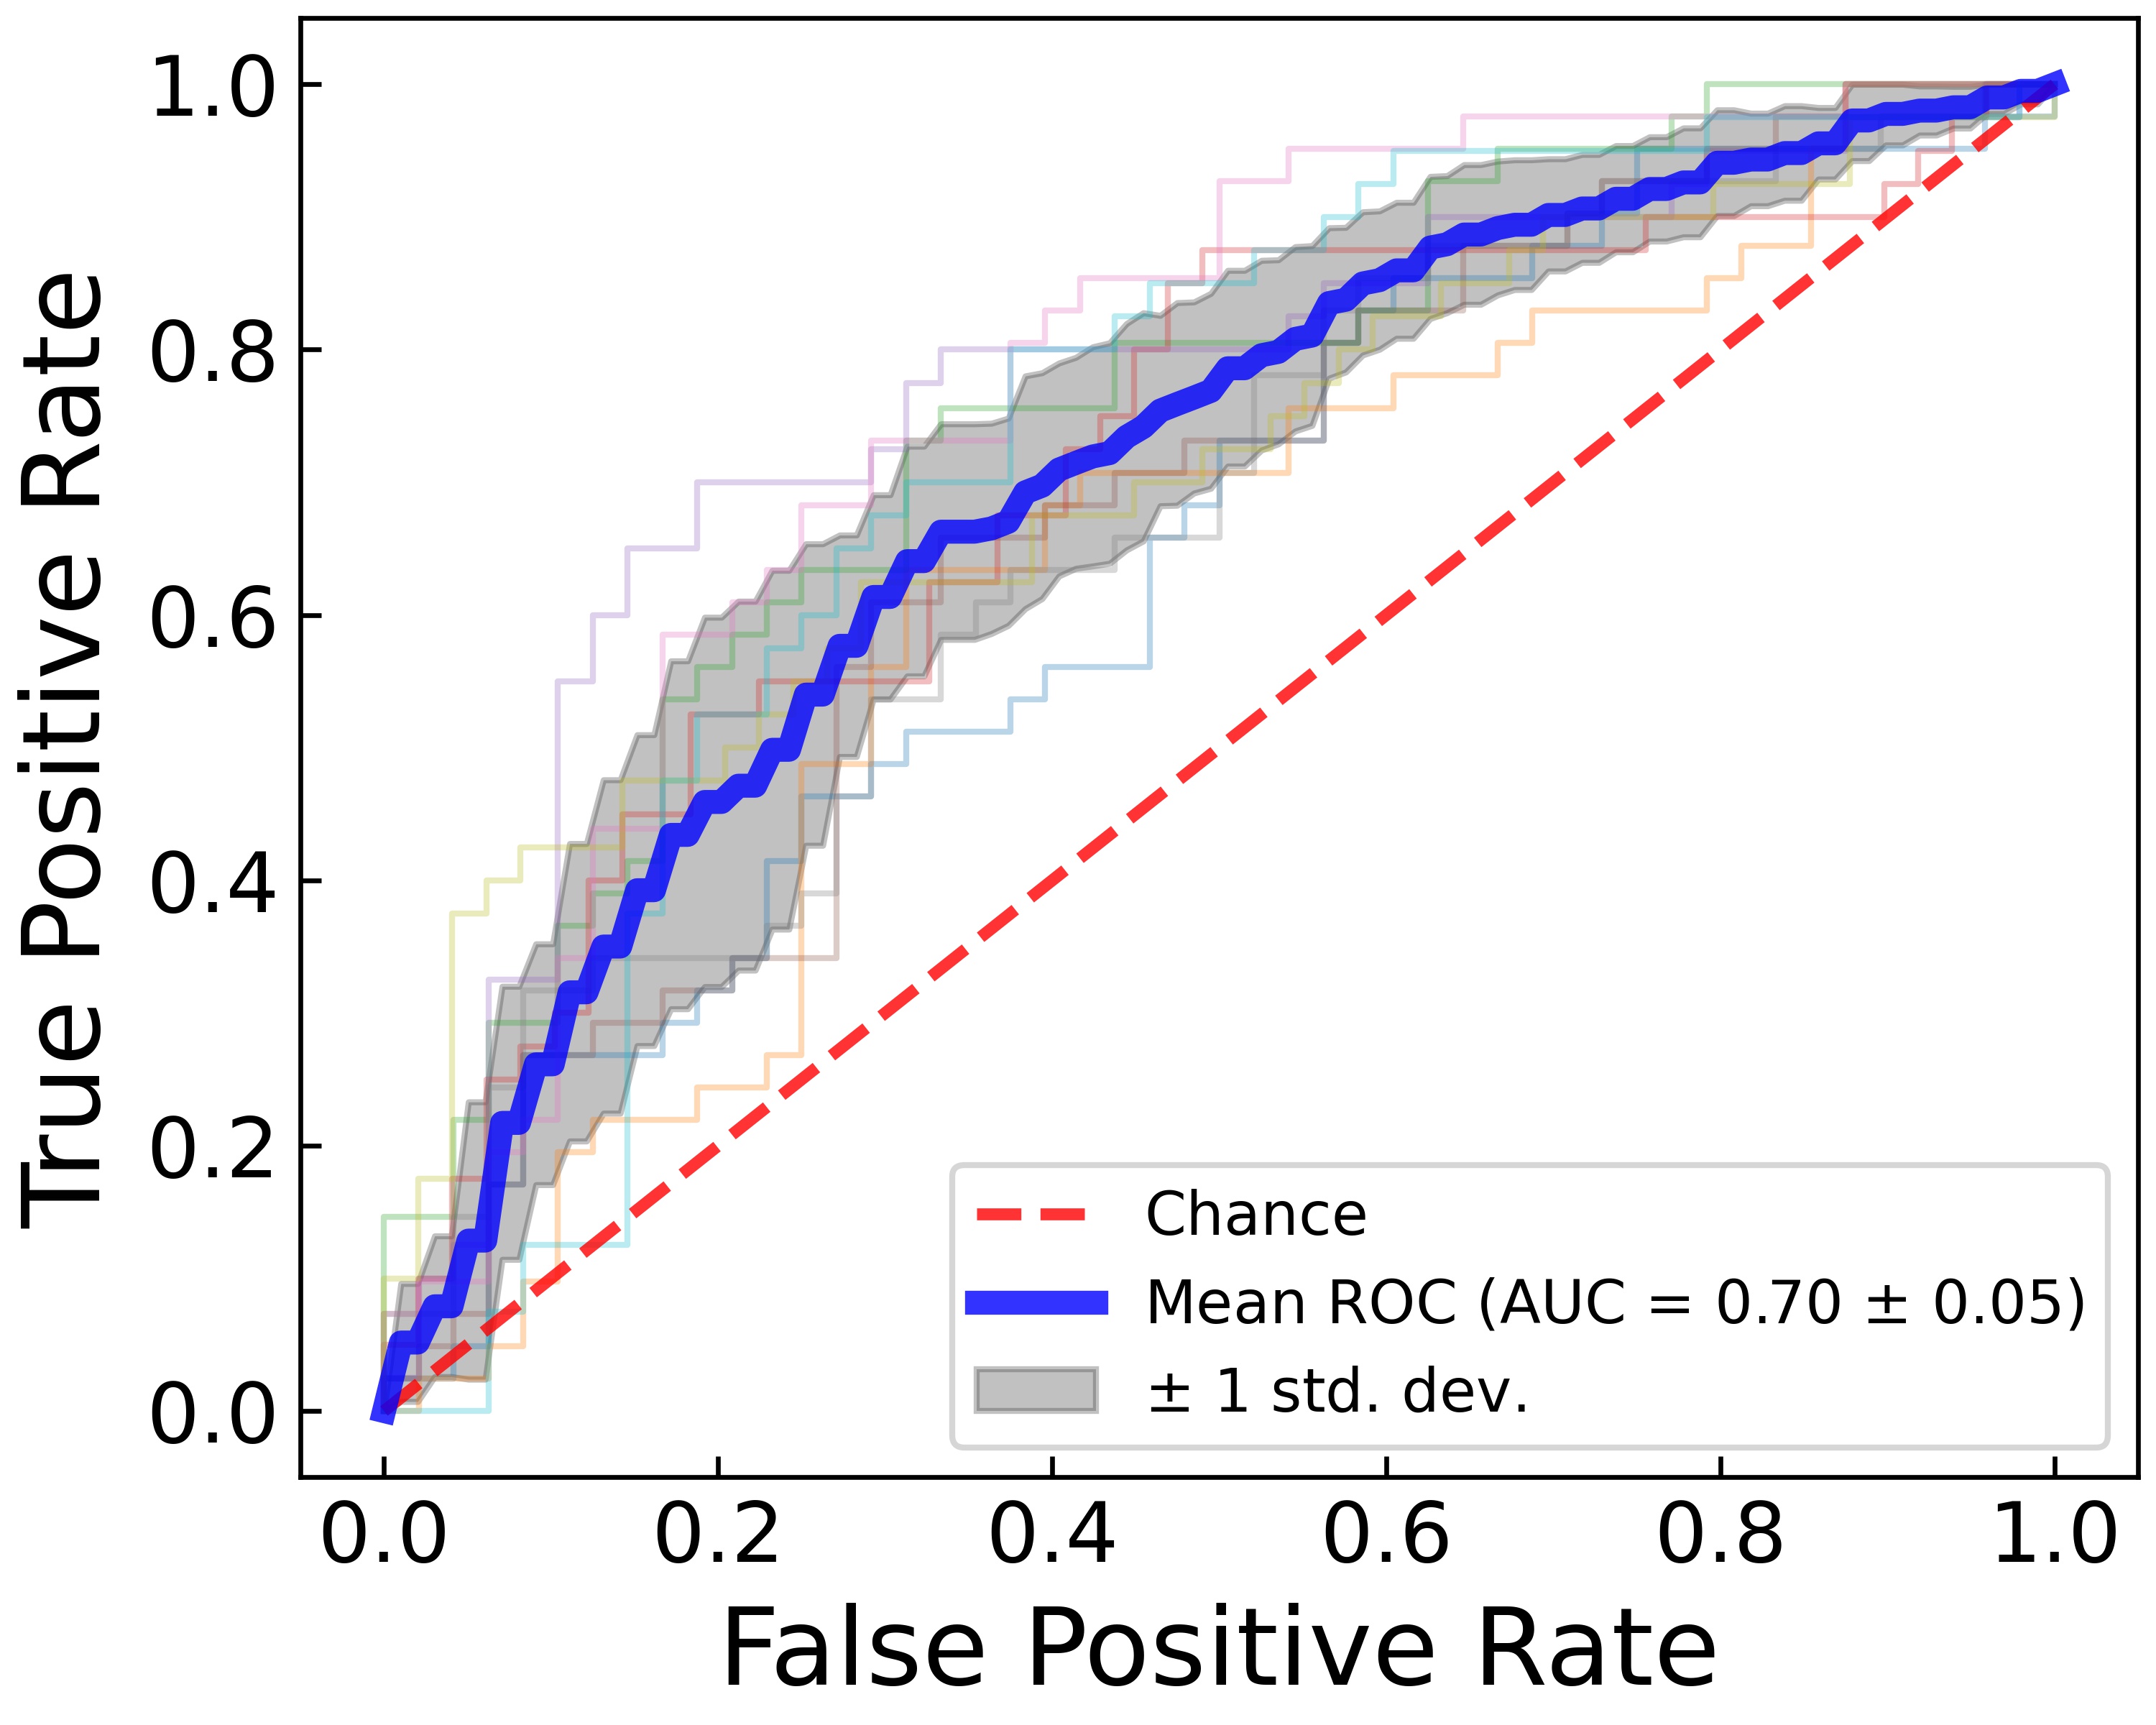 True Positive Rate
1.0
0.8
0.6
0.4
0.2
0.0
Chance
Mean ROC (AUC = 0.70 ± 0.05)
± 1 std. dev.
0.0 0.2 0.4 0.6 0.8 1.0
False Positive Rate